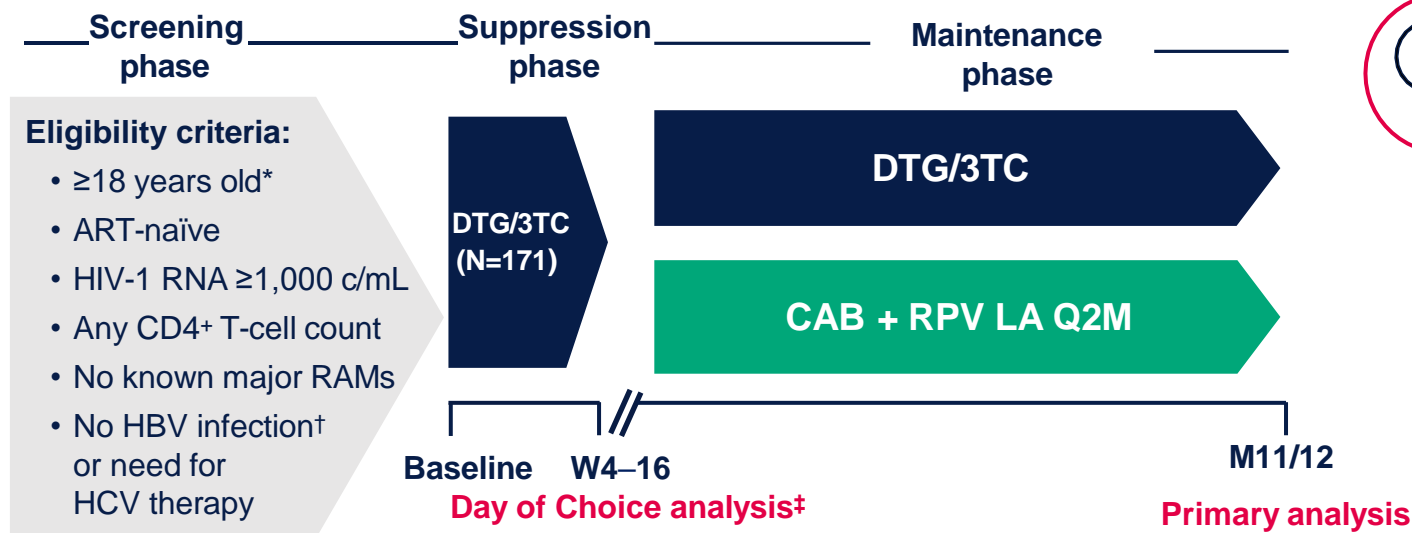 Screening phase
Suppression phase
Maintenance phase
Eligibility criteria:
• ≥18 years old*
• ART-naïve
• HIV-1 RNA ≥1,000 c/mL
• Any CD4⁺ T-cell count
• No known major RAMs
• No HBV infection†
or need for
HCV therapy
DTG/3TC
(N=171)
DTG/3TC
CAB + RPV LA Q2M
Baseline
W4–16
M11/12
Day of Choice analysis‡
Primary analysis